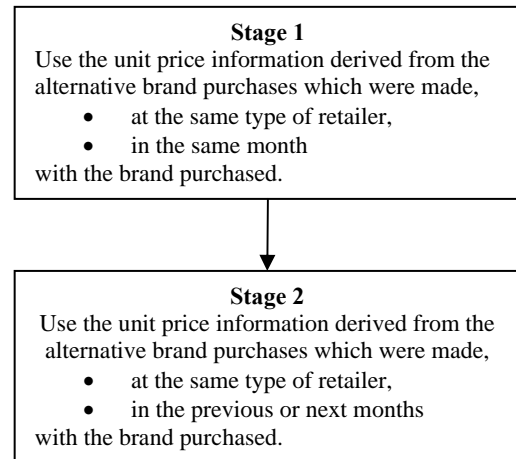 Stage 1
Use the unit price information derived from the
alternative brand purchases which were made,
• at the same type of retailer,
• in the same month
with the brand purchased.
Stage 2
Use the unit price information derived from the
alternative brand purchases which were made,
• at the same type of retailer,
• in the previous or next months
with the brand purchased.